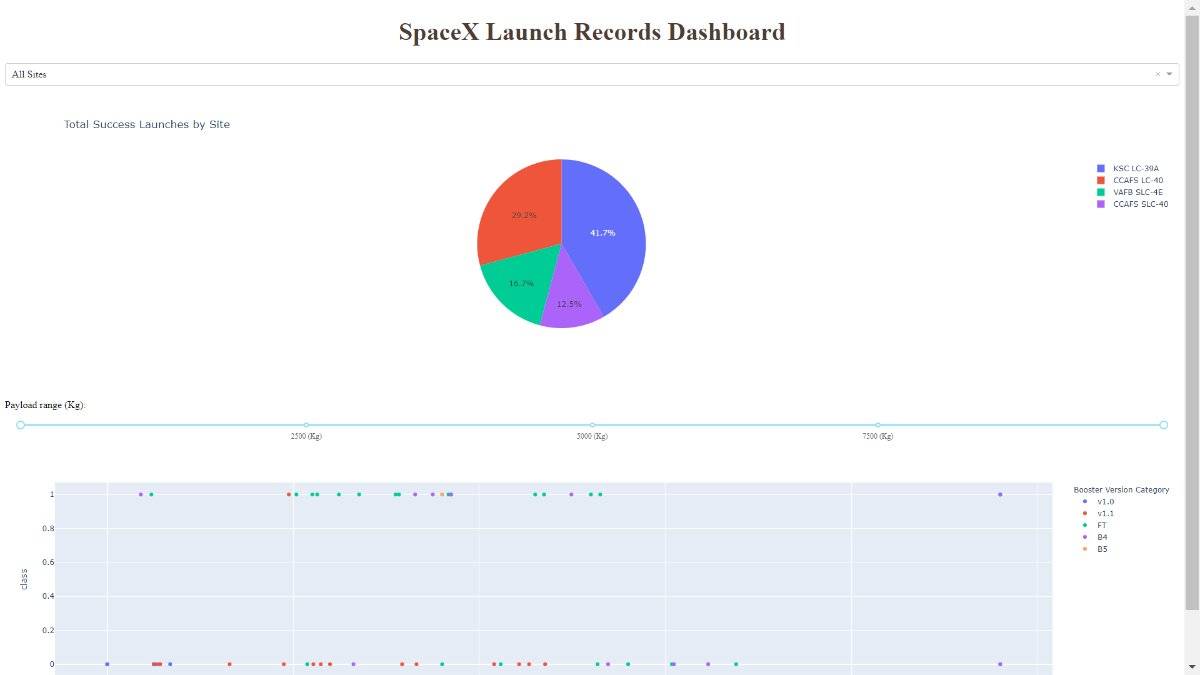 SpaceX Launch Records Dashboard
All Sites
Total Success Launches by Site
KSC LC-39A
CCAFS LC-40
VAFB SLC-4E
CCAFS SLC-40
29.2%
41.7%
16.7%
12.5%
Payload range (Kg):
2500 (Kg)
5000 (Kg)
7500 (Kg)
Booster Version Category
v1.0
v1.1
FT
B4
B5
class
1
0.8
0.6
0.4
0.2
0